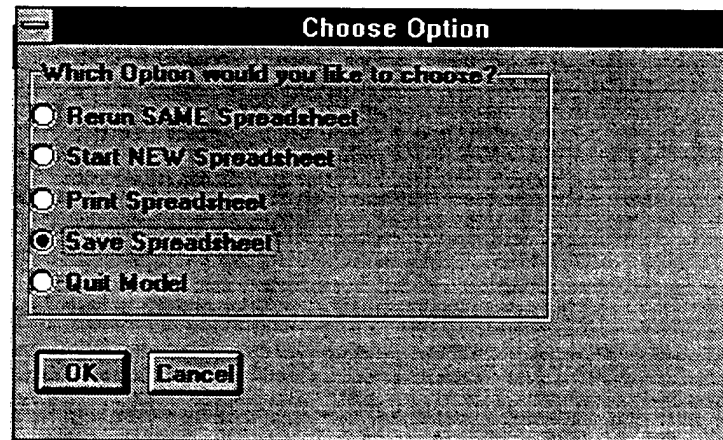 Choose Option
Which Option would you like to choose?
Rerun SAME Spreadsheet
Start NEW Spreadsheet
Print Spreadsheet
Save Spreadsheet
Quit Model
OK Cancel